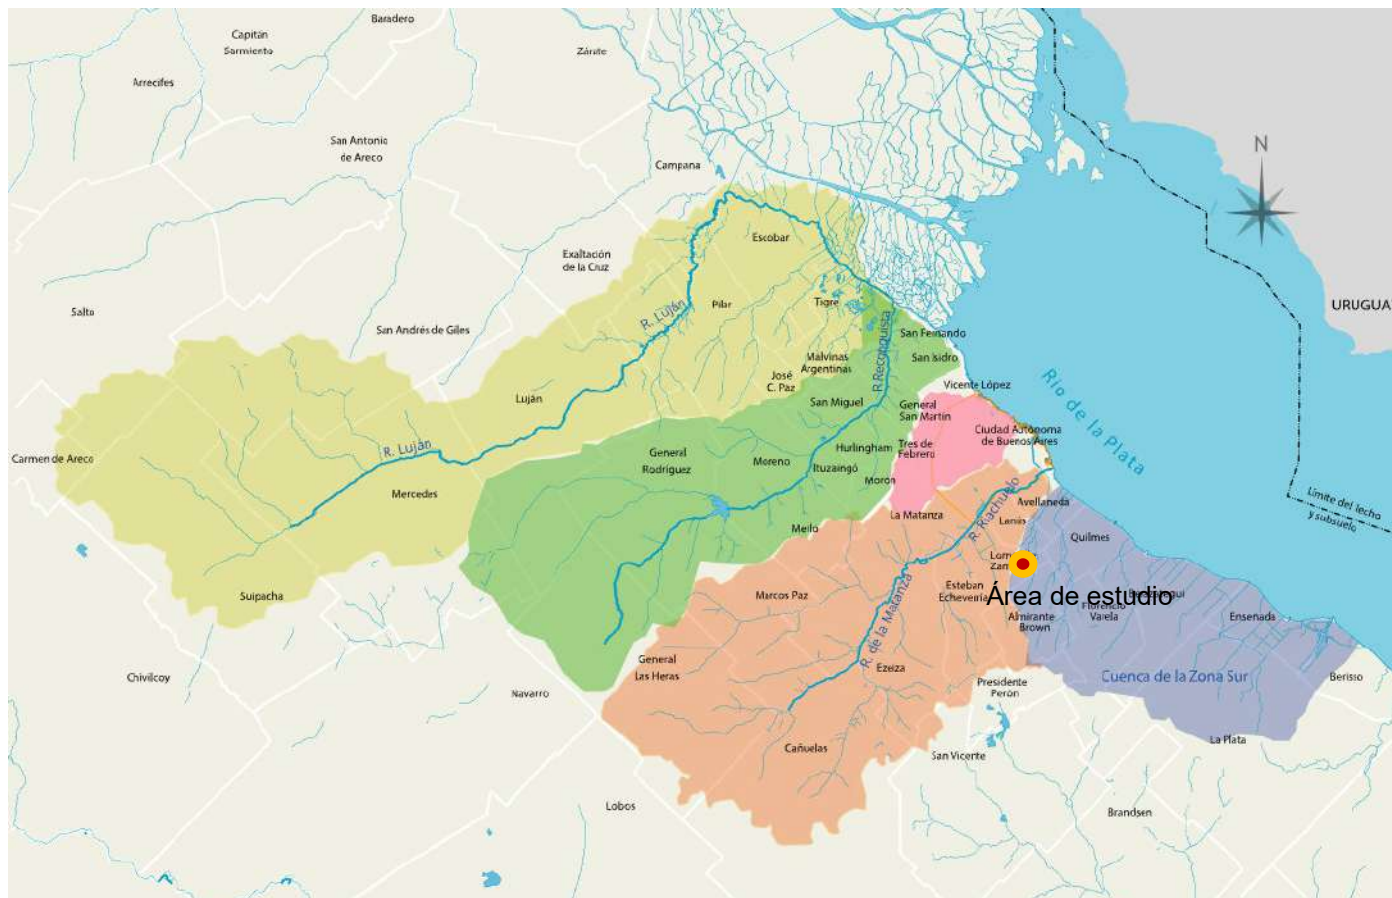 Baradero
Capitán
Sarmiento
Zárate
Arrecifes
San Antonio
de Areco
Campana
N
Escobar
Exaltación
de la Cruz
URUGUA
Salto
R. Luján
Pilar
Tigre
San Andrés de Giles
R. Reconquista
San Fernando
San Isidro
Malvinas
Argentinas
José
C. Paz
Vicente López
Río de la Plata
Luján
San Miguel
General
San Martín
Ciudad Autónoma
de Buenos Aires
R. Luján
Carmen de Areco
General
Rodríguez
Moreno
Hurlingham
Tres de
Febrero
Ituzaingó
Morón
Mercedes
Límite del lecho
y subsuelo
Merlo
La Matanza
R. Riachuelo
Avellaneda
Lanús
Quilmes
Lom
Zam
Suipacha
Marcos Paz
Esteban
Echeverría
Área de estudio
Florencio
Varela
Almirante
Brown
Ensenada
R. de la Matanza
General
Las Heras
Ezeiza
Chivilcoy
Navarro
Presidente
Perón
Cuenca de la Zona Sur
Berisso
Cañuelas
San Vicente
La Plata
Lobos
Brandsen